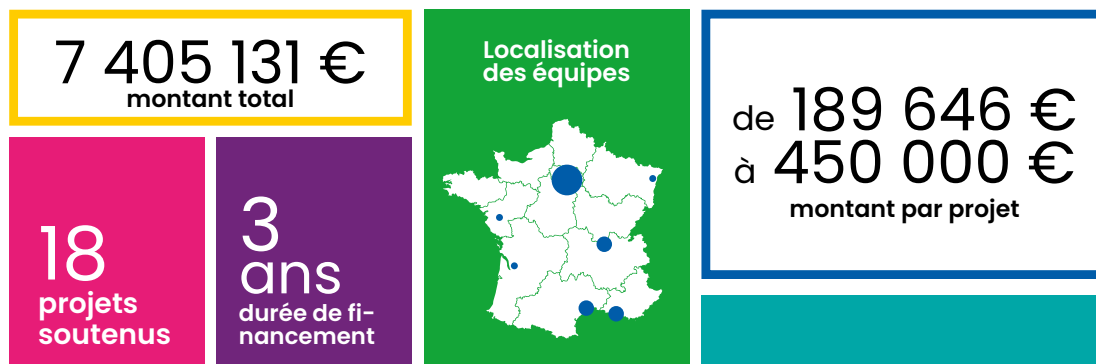 7 405 131 €
montant total
18
projets
soutenus
3
ans
durée de fi-
nancement
Localisation
des équipes
de 189 646 €
à 450 000 €
montant par projet